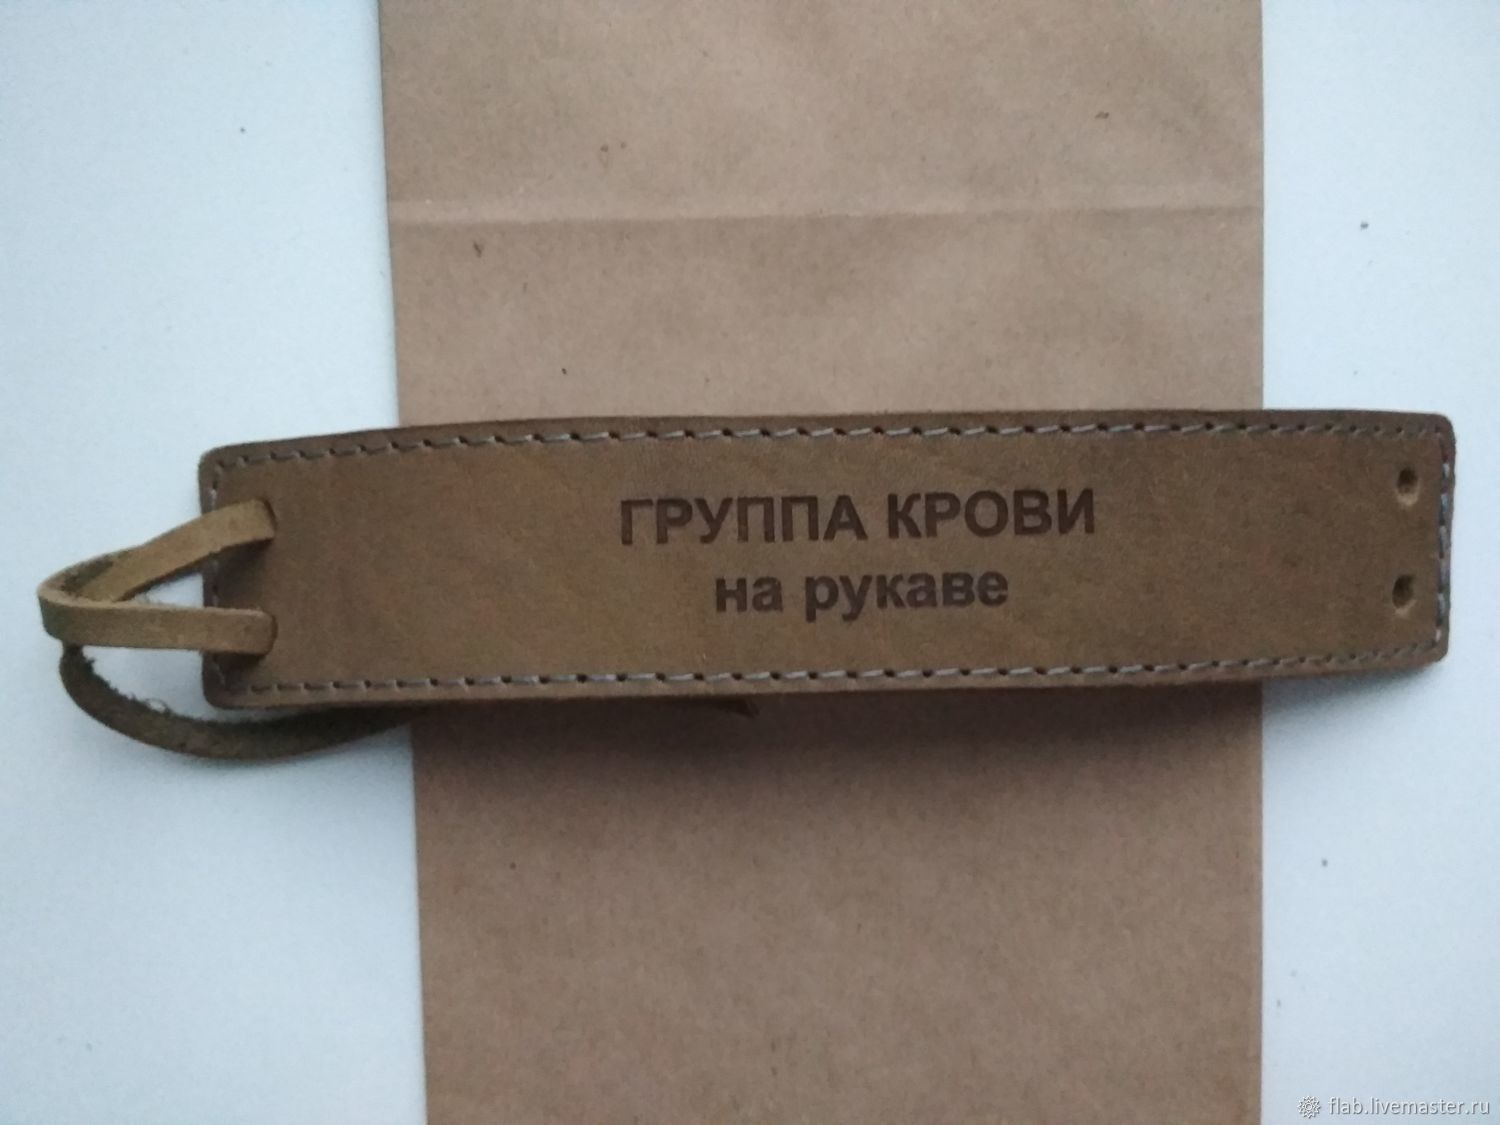 ГРУППА КРОВИ
на рукаве
flab.livemaster.ru